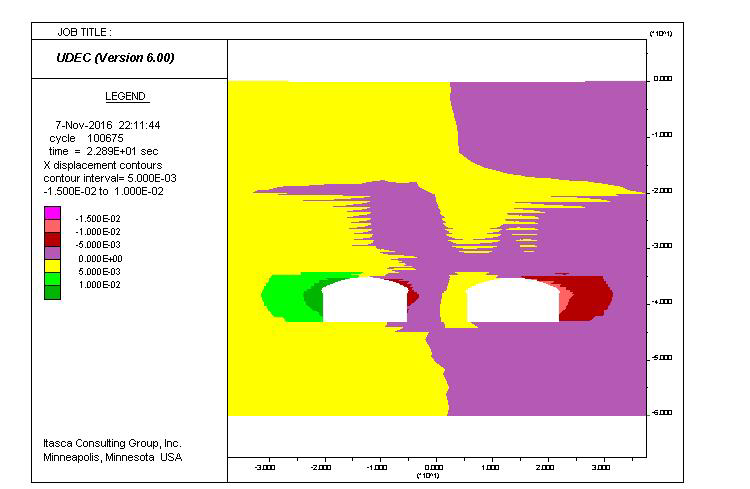 JOB TITLE :
UDEC (Version 6.00)
LEGEND
7-Nov-2016 22:11:44
cycle 100675
time = 2.289E+01 sec
X displacement contours
contour interval= 5.000E-03
-1.500E-02 to 1.000E-02
-1.500E-02
-1.000E-02
-5.000E-03
0.000E+00
5.000E-03
1.000E-02
Itasca Consulting Group, Inc.
Minneapolis, Minnesota USA
(*10^1)
0.000
-1.000
-2.000
-3.000
-4.000
-5.000
-6.000
-3.000 -2.000 -1.000 0.000 1.000 2.000 3.000
(*10^1)